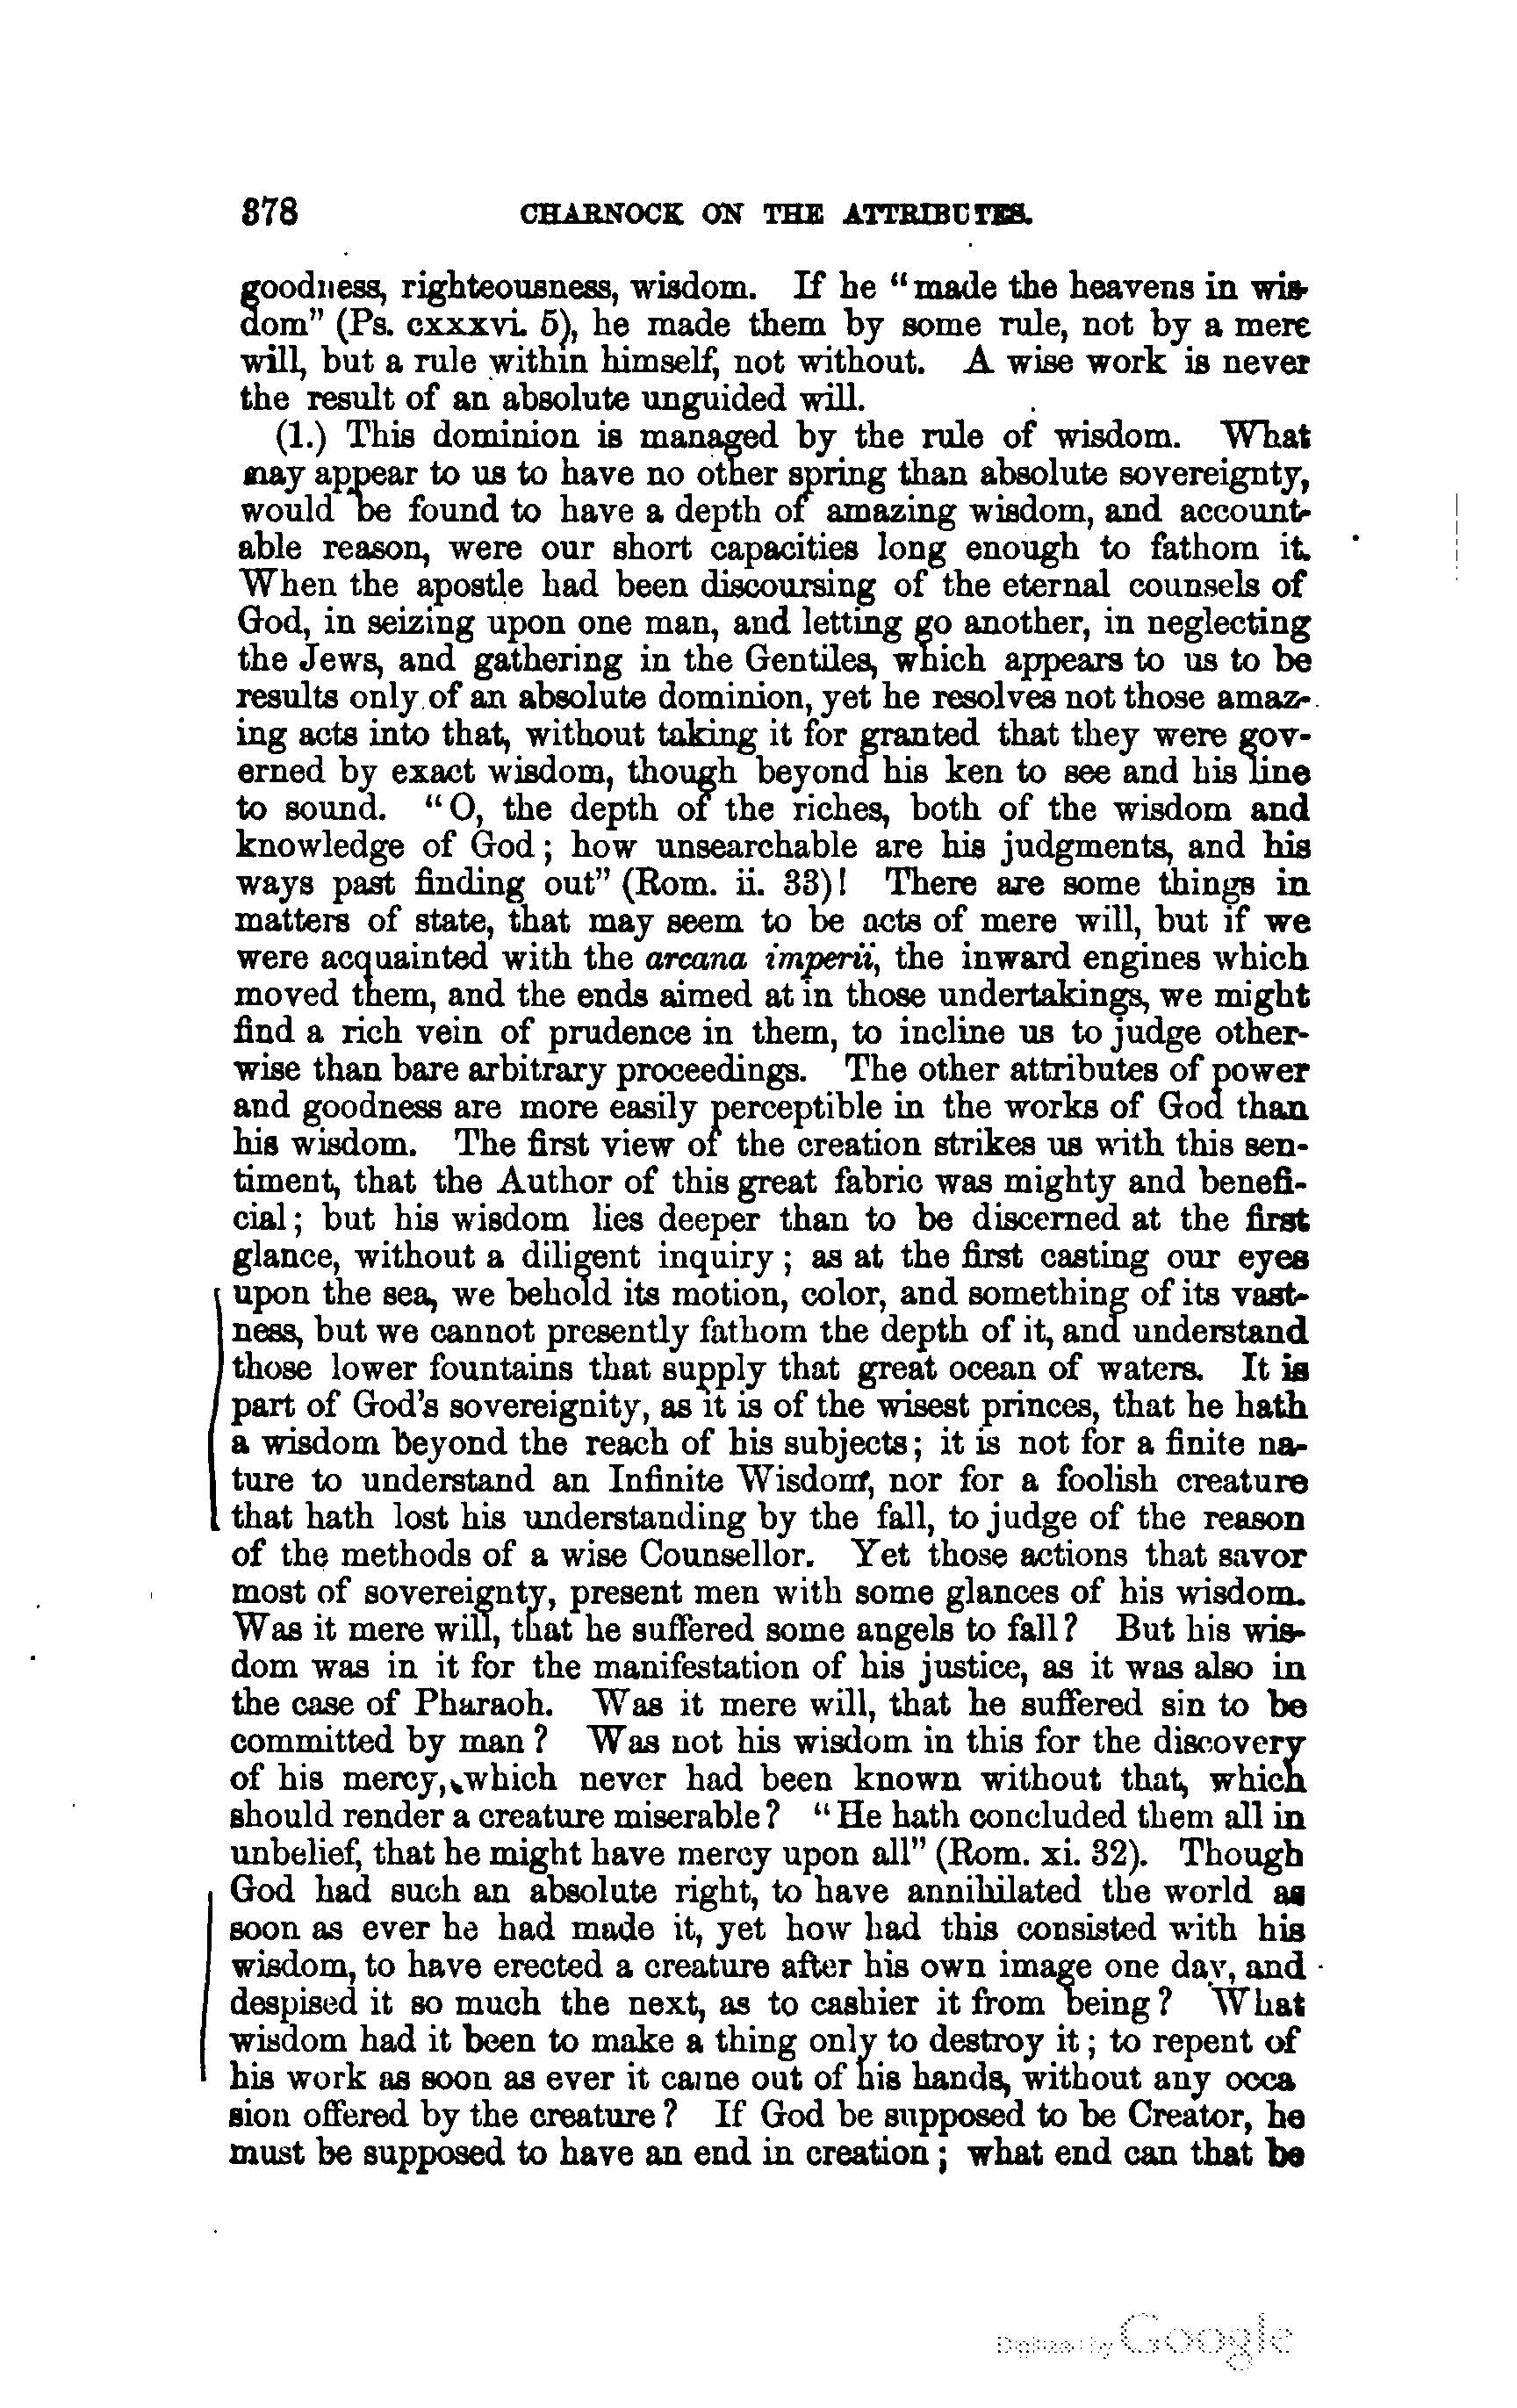 378 CHARNOCK ON THE ATTRIBUTES.
goodness, righteousness, wisdom. If he “made the heavens in wis-
dom” (Ps. cxxxvi. 5), he made them by some rule, not by a mere
will, but a rule within himself, not without. A wise work is never
the result of an absolute unguided will.
(1.) This dominion is managed by the rule of wisdom. What
may appear to us to have no other spring than absolute sovereignty,
would be found to have a depth of amazing wisdom, and account-
able reason, were our short capacities long enough to fathom it.
When the apostle had been discoursing of the eternal counsels of
God, in seizing upon one man, and letting go another, in neglecting
the Jews, and gathering in the Gentiles, which appears to us to be
results only of an absolute dominion, yet he resolves not those amaz-
ing acts into that, without taking it for granted that they were gov-
erned by exact wisdom, though beyond his ken to see and his line
to sound. “O, the depth of the riches, both of the wisdom and
knowledge of God; how unsearchable are his judgments, and his
ways past finding out” (Rom. ii. 33)! There are some things in
matters of state, that may seem to be acts of mere will, but if we
were acquainted with the arcana imperii, the inward engines which
moved them, and the ends aimed at in those undertakings, we might
find a rich vein of prudence in them, to incline us to judge other-
wise than bare arbitrary proceedings. The other attributes of power
and goodness are more easily perceptible in the works of God than
his wisdom. The first view of the creation strikes us with this sen-
timent, that the Author of this great fabric was mighty and benefi-
cial; but his wisdom lies deeper than to be discerned at the first
glance, without a diligent inquiry; as at the first casting our eyes
upon the sea, we behold its motion, color, and something of its vast-
ness, but we cannot presently fathom the depth of it, and understand
those lower fountains that supply that great ocean of waters. It is
part of God’s sovereignity, as it is of the wisest princes, that he hath
a wisdom beyond the reach of his subjects; it is not for a finite na-
ture to understand an Infinite Wisdom, nor for a foolish creature
that hath lost his understanding by the fall, to judge of the reason
of the methods of a wise Counsellor. Yet those actions that savor
most of sovereignty, present men with some glances of his wisdom.
Was it mere will, that he suffered some angels to fall? But his wis-
dom was in it for the manifestation of his justice, as it was also in
the case of Pharaoh. Was it mere will, that he suffered sin to be
committed by man? Was not his wisdom in this for the discovery
of his mercy, which never had been known without that, which
should render a creature miserable? “He hath concluded them all in
unbelief, that he might have mercy upon all” (Rom. xi. 32). Though
God had such an absolute right, to have annihilated the world as
soon as ever he had made it, yet how had this consisted with his
wisdom, to have erected a creature after his own image one day, and
despised it so much the next, as to cashier it from being? What
wisdom had it been to make a thing only to destroy it; to repent of
his work as soon as ever it came out of his hands, without any occa
sion offered by the creature? If God be supposed to be Creator, he
must be supposed to have an end in creation; what end can that be
Digitized by Google